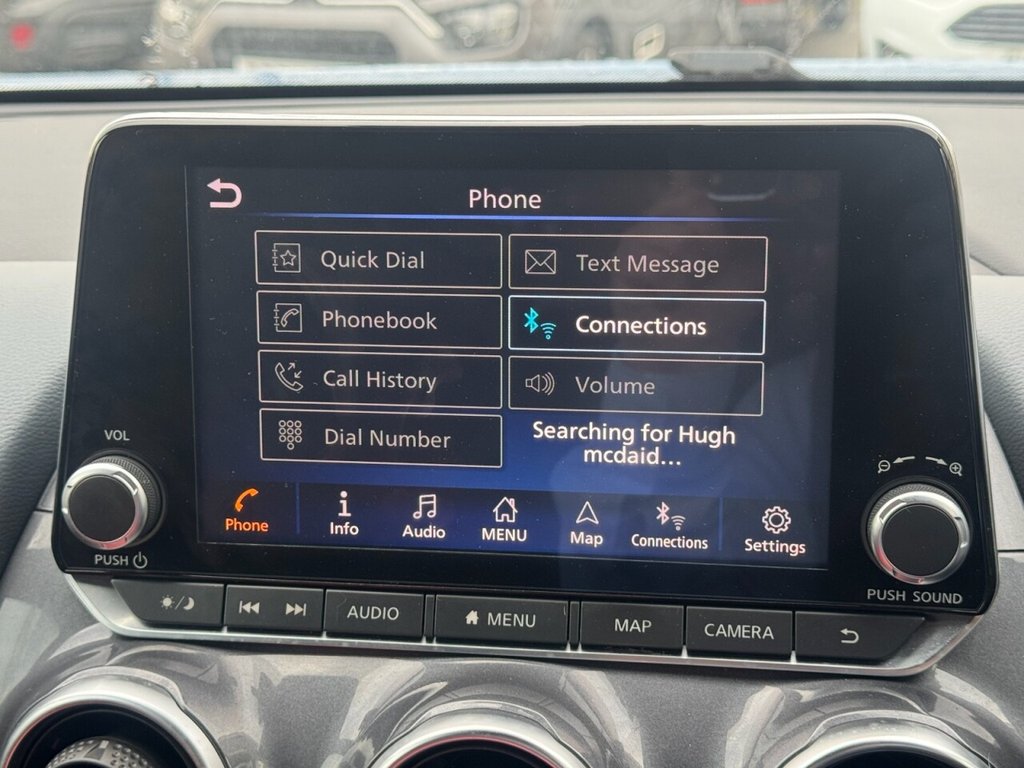 Phone
Quick Dial
Text Message
Phonebook
Connections
Call History
Volume
Dial Number
Searching for Hugh
mcdaid...
Phone
Info
Audio
MENU
Map
Connections
Settings
VOL
PUSH
PUSH SOUND
AUDIO
MENU
MAP
CAMERA